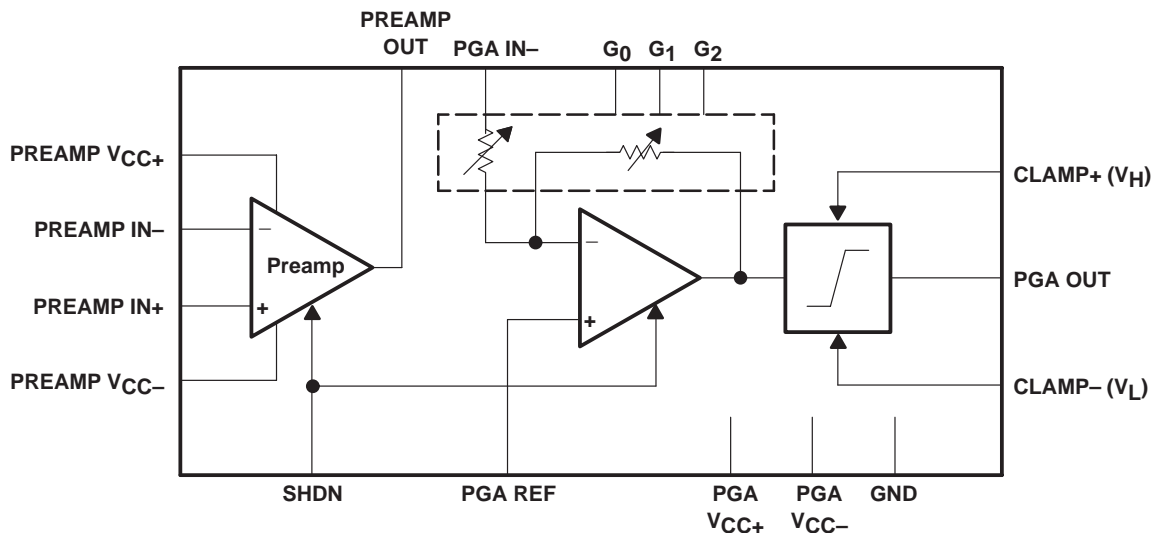 PREAMP
OUT
PGA IN–
G0
G1
G2
PREAMP VCC+
PREAMP IN–
PREAMP IN+
PREAMP VCC–
–
Preamp
+
–
+
CLAMP+ (VH)
PGA OUT
CLAMP– (VL)
SHDN
PGA REF
PGA
VCC+
PGA
VCC–
GND